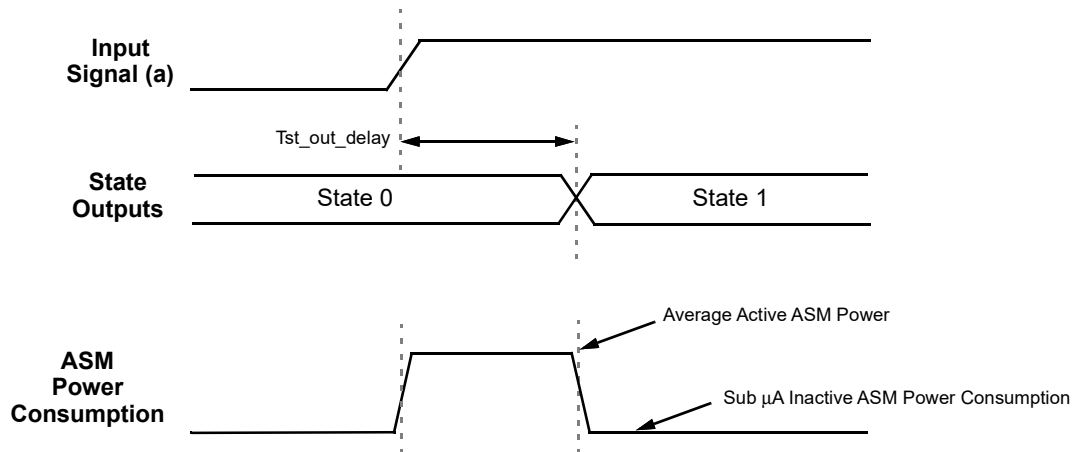 Input
Signal (a)
Tst_out_delay
State
Outputs
State 0
State 1
Average Active ASM Power
ASM
Power
Consumption
Sub μA Inactive ASM Power Consumption